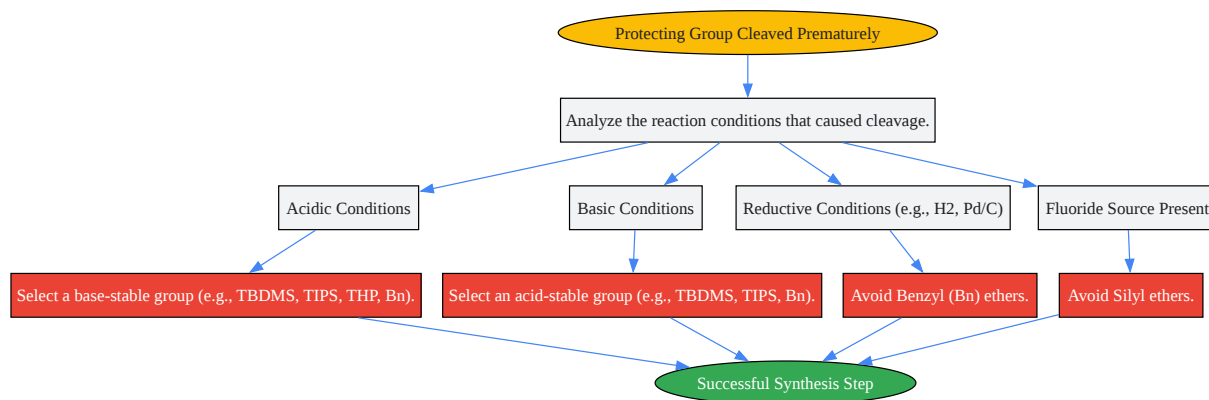 Protecting Group Cleaved Prematurely
Analyze the reaction conditions that caused cleavage.
Acidic Conditions
Basic Conditions
Reductive Conditions (e.g., H2, Pd/C)
Fluoride Source Present
Select a base-stable group (e.g., TBDMS, TIPS, THP, Bn).
Select an acid-stable group (e.g., TBDMS, TIPS, Bn).
Avoid Benzyl (Bn) ethers.
Avoid Silyl ethers.
Successful Synthesis Step